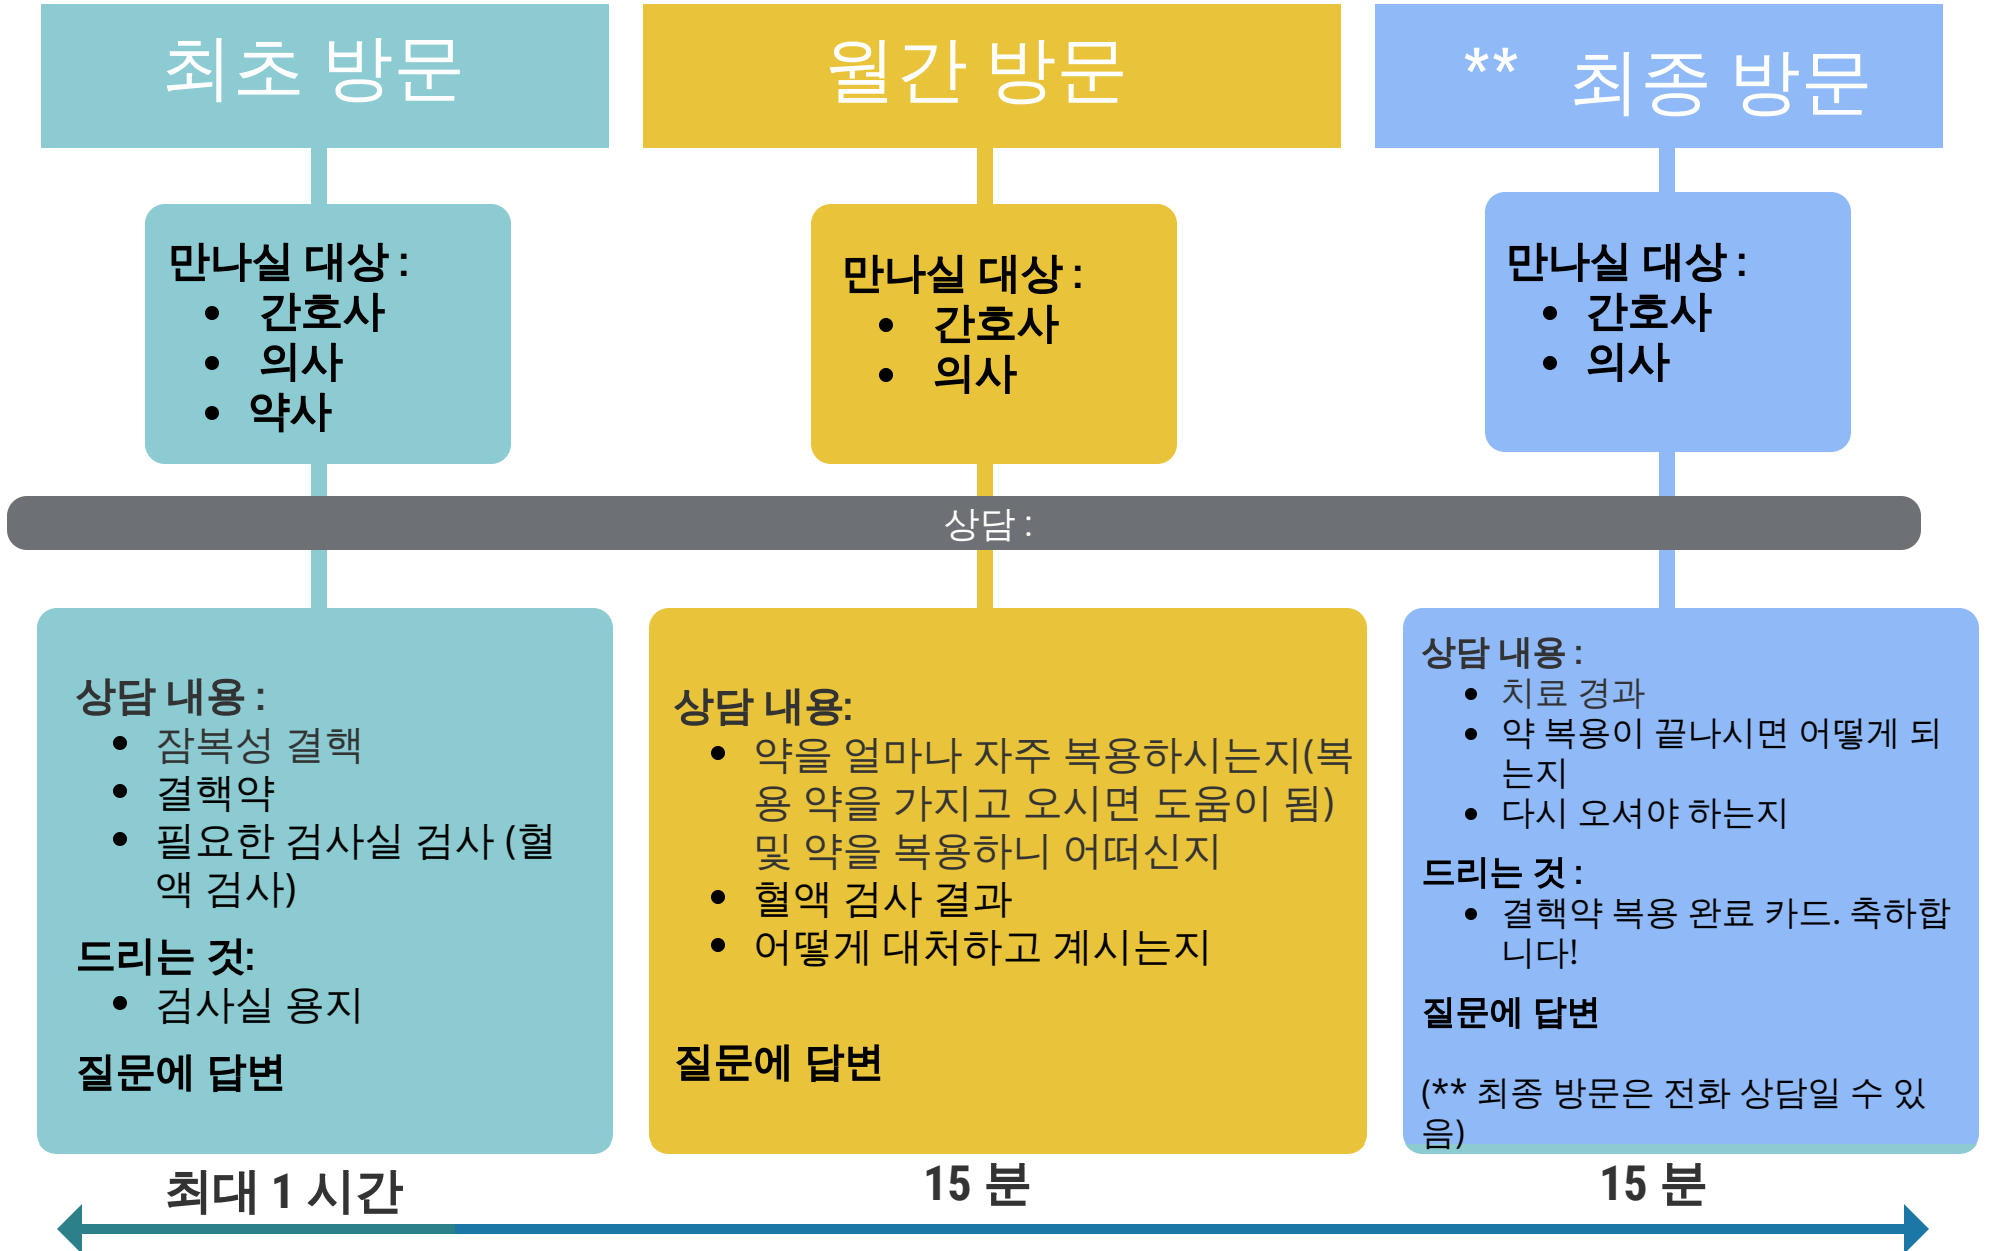 최초 방문
만나실 대상 :
• 간호사
• 의사
• 약사
월간 방문
만나실 대상 :
• 간호사
• 의사
** 최종 방문
만나실 대상 :
• 간호사
• 의사
상담 :
상담 내용 :
• 잠복성 결핵
• 결핵약
• 필요한 검사실 검사 (혈
액 검사)
드리는 것:
• 검사실 용지
질문에 답변
최대 1 시간
상담 내용:
• 약을 얼마나 자주 복용하시는지(복
용 약을 가지고 오시면 도움이 됨)
및 약을 복용하니 어떠신지
• 혈액 검사 결과
• 어떻게 대처하고 계시는지
질문에 답변
15 분
상담 내용 :
• 치료 경과
• 약 복용이 끝나시면 어떻게 되
는지
• 다시 오셔야 하는지
드리는 것 :
• 결핵약 복용 완료 카드. 축하합
니다!
질문에 답변
(** 최종 방문은 전화 상담일 수 있
음)
15 분